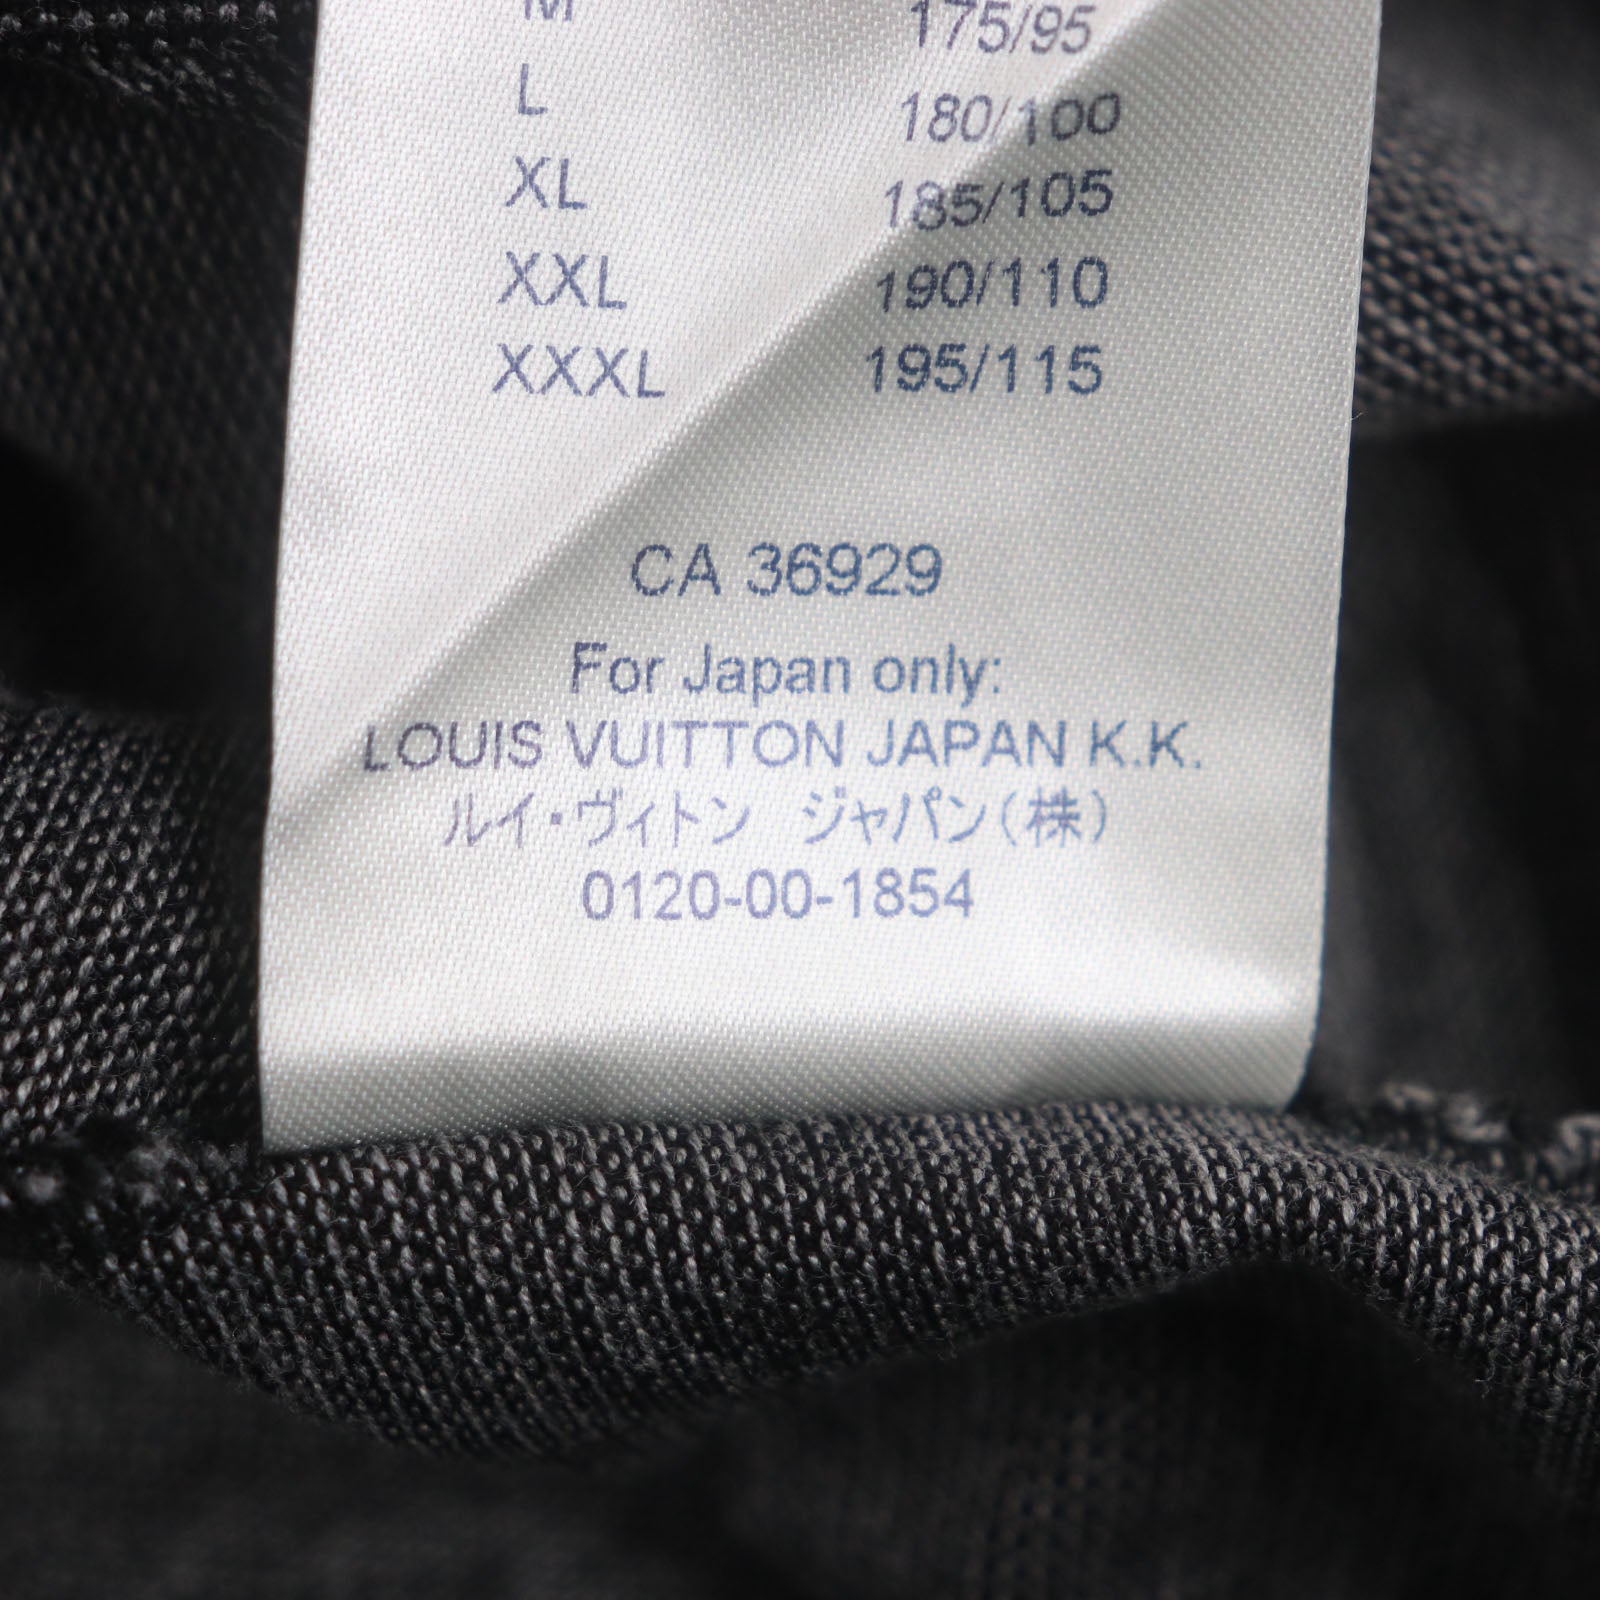 M 175/95
L 180/100
XL 185/105
XXL 190/110
XXXL 195/115
CA 36929
For Japan only:
LOUIS VUITTON JAPAN K.K.
ルイ・ヴィトン ジャパン(株)
0120-00-1854